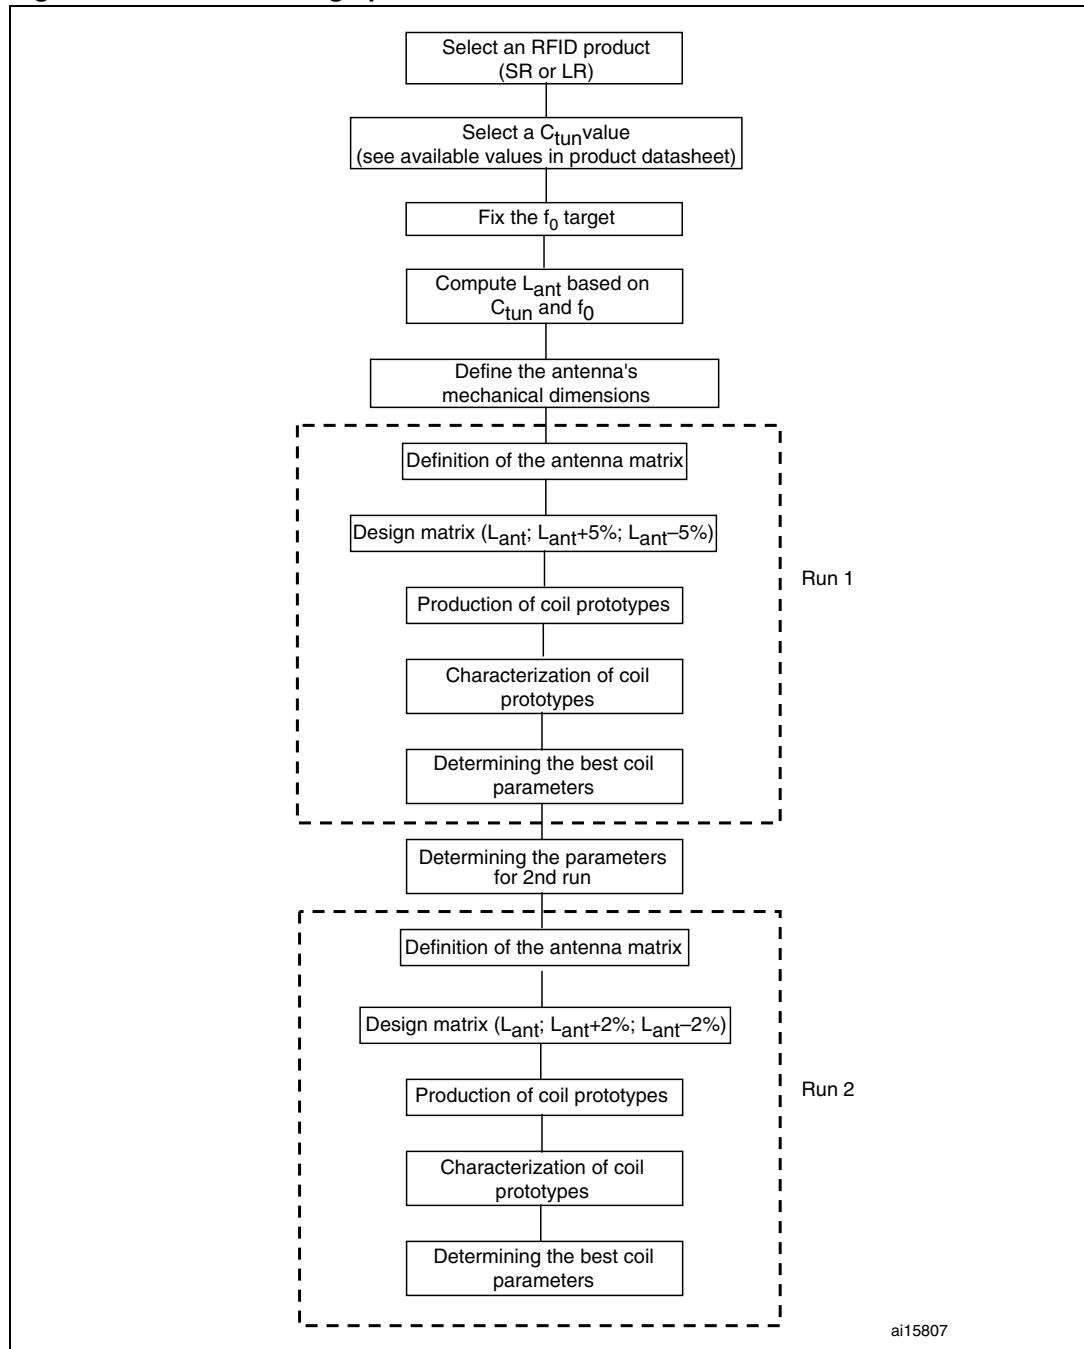 Select an RFID product
(SR or LR)
Select a Ctun value
(see available values in product datasheet)
Fix the f0 target
Compute Lant based on
Ctun and f0
Define the antenna's
mechanical dimensions
Definition of the antenna matrix
Design matrix (Lant; Lant+5%; Lant–5%)
Run 1
Production of coil prototypes
Characterization of coil
prototypes
Determining the best coil
parameters
Determining the parameters
for 2nd run
Definition of the antenna matrix
Design matrix (Lant; Lant+2%; Lant–2%)
Production of coil prototypes
Run 2
Characterization of coil
prototypes
Determining the best coil
parameters
ai15807